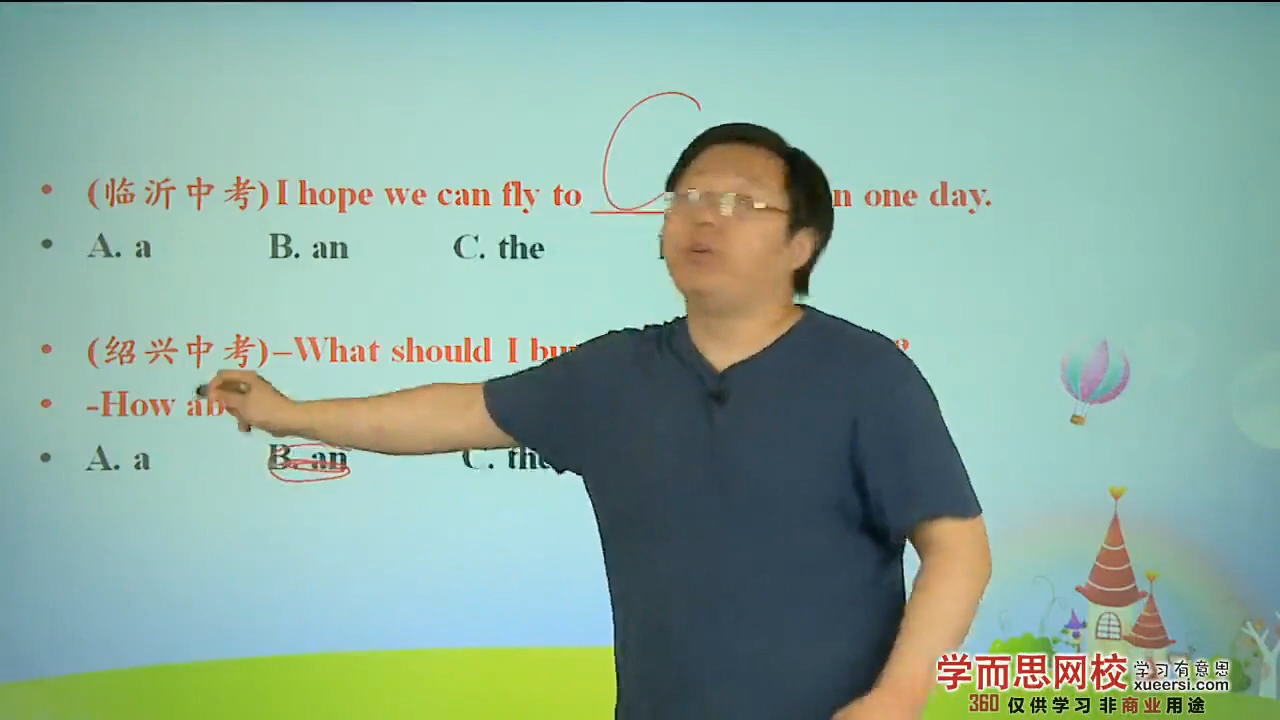 C
• (临沂中考) I hope we can fly to ___ n one day.
• A. a B. an C. the
• (绍兴中考) –What should I bu ?
• -How ab
• A. a B. an C. the
学而思网校 学习有意思
xueersi.com
360 仅供学习 非商业用途